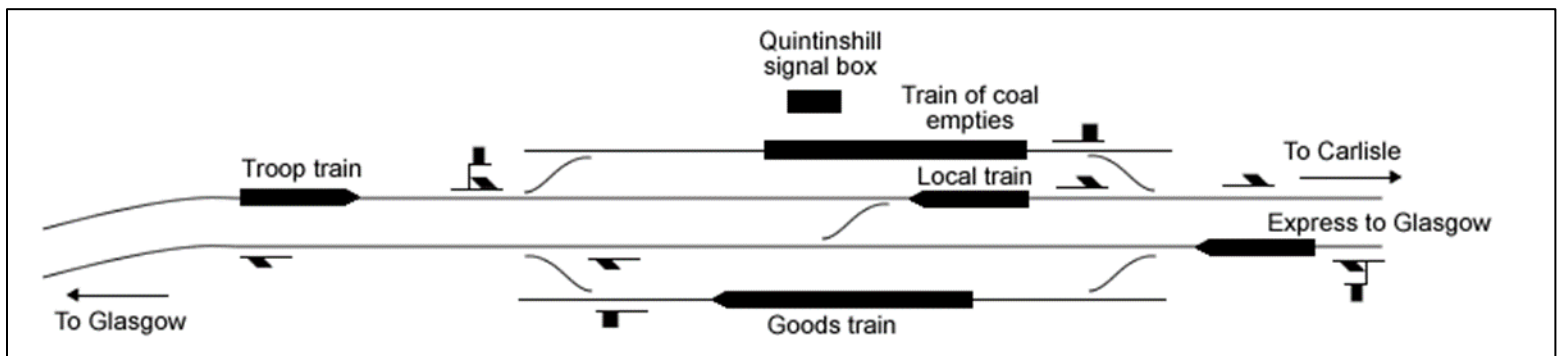 Quintinshill
signal box
Train of coal
empties
Troop train
Local train
To Carlisle
Express to Glasgow
To Glasgow
Goods train